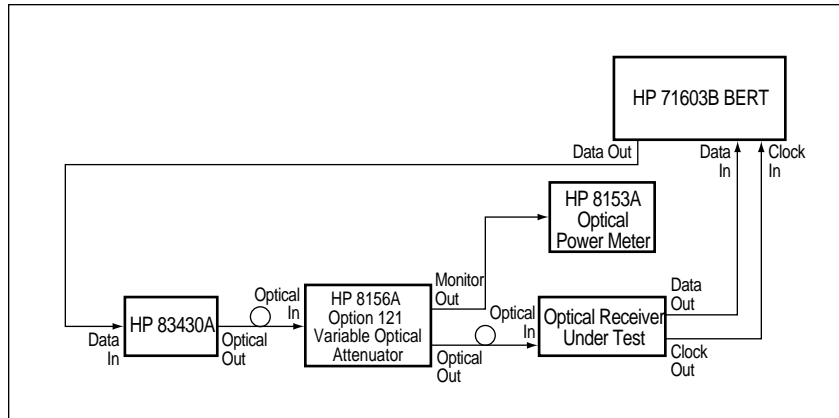 HP 71603B BERT
Data Out
Data
In
Clock
In
HP 8153A
Optical
Power Meter
Monitor
Out
Data
Out
Optical
In
HP 8156A
Option 121
Variable Optical
Attenuator
Optical
In
HP 83430A
Optical Receiver
Under Test
Data
In
Optical
Out
Optical
Out
Clock
Out